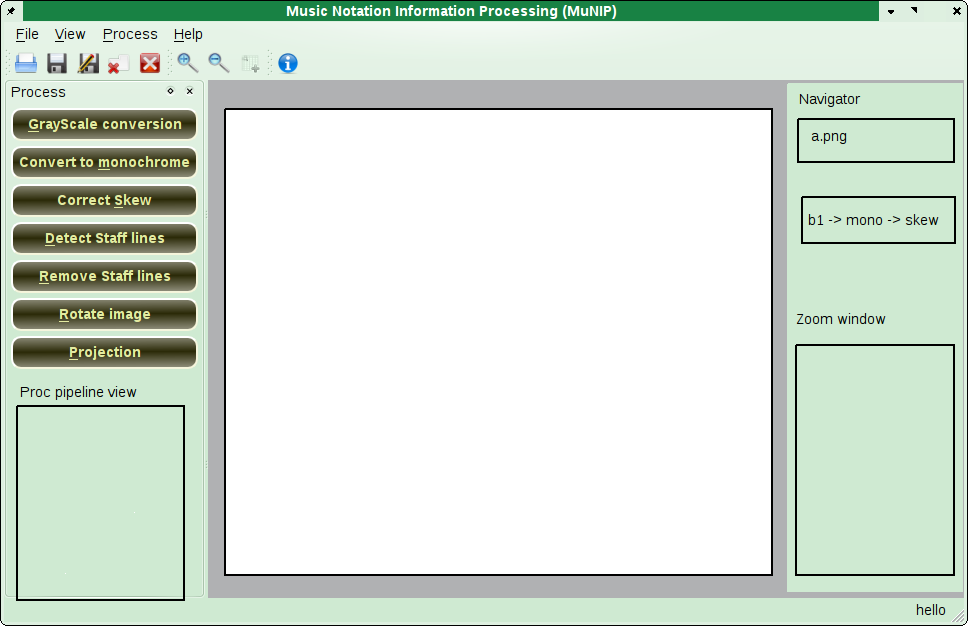 Music Notation Information Processing (MuNIP)
File View Process Help
Process
GrayScale conversion
Convert to monochrome
Correct Skew
Detect Staff lines
Remove Staff lines
Rotate image
Projection
Proc pipeline view
Navigator
a.png
b1 -> mono -> skew
Zoom window
hello